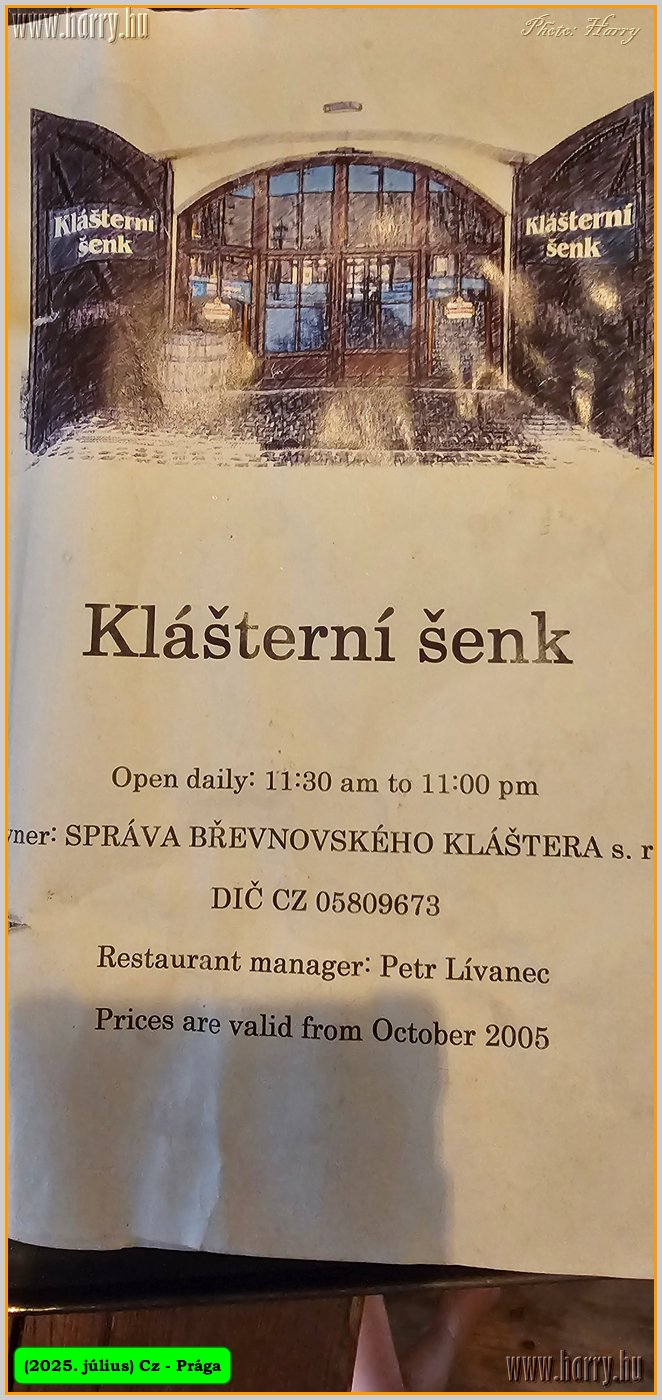 www.harry.hu
Photo: Harry
Klášterní
šenk
Klášterní
šenk
Klášterní šenk
Open daily: 11:30 am to 11:00 pm
wner: SPRÁVA BŘEVNOVSKÉHO KLÁŠTERA s. r
DIČ CZ 05809673
Restaurant manager: Petr Lívanec
Prices are valid from October 2005
(2025. július) Cz - Prága
www.harry.hu